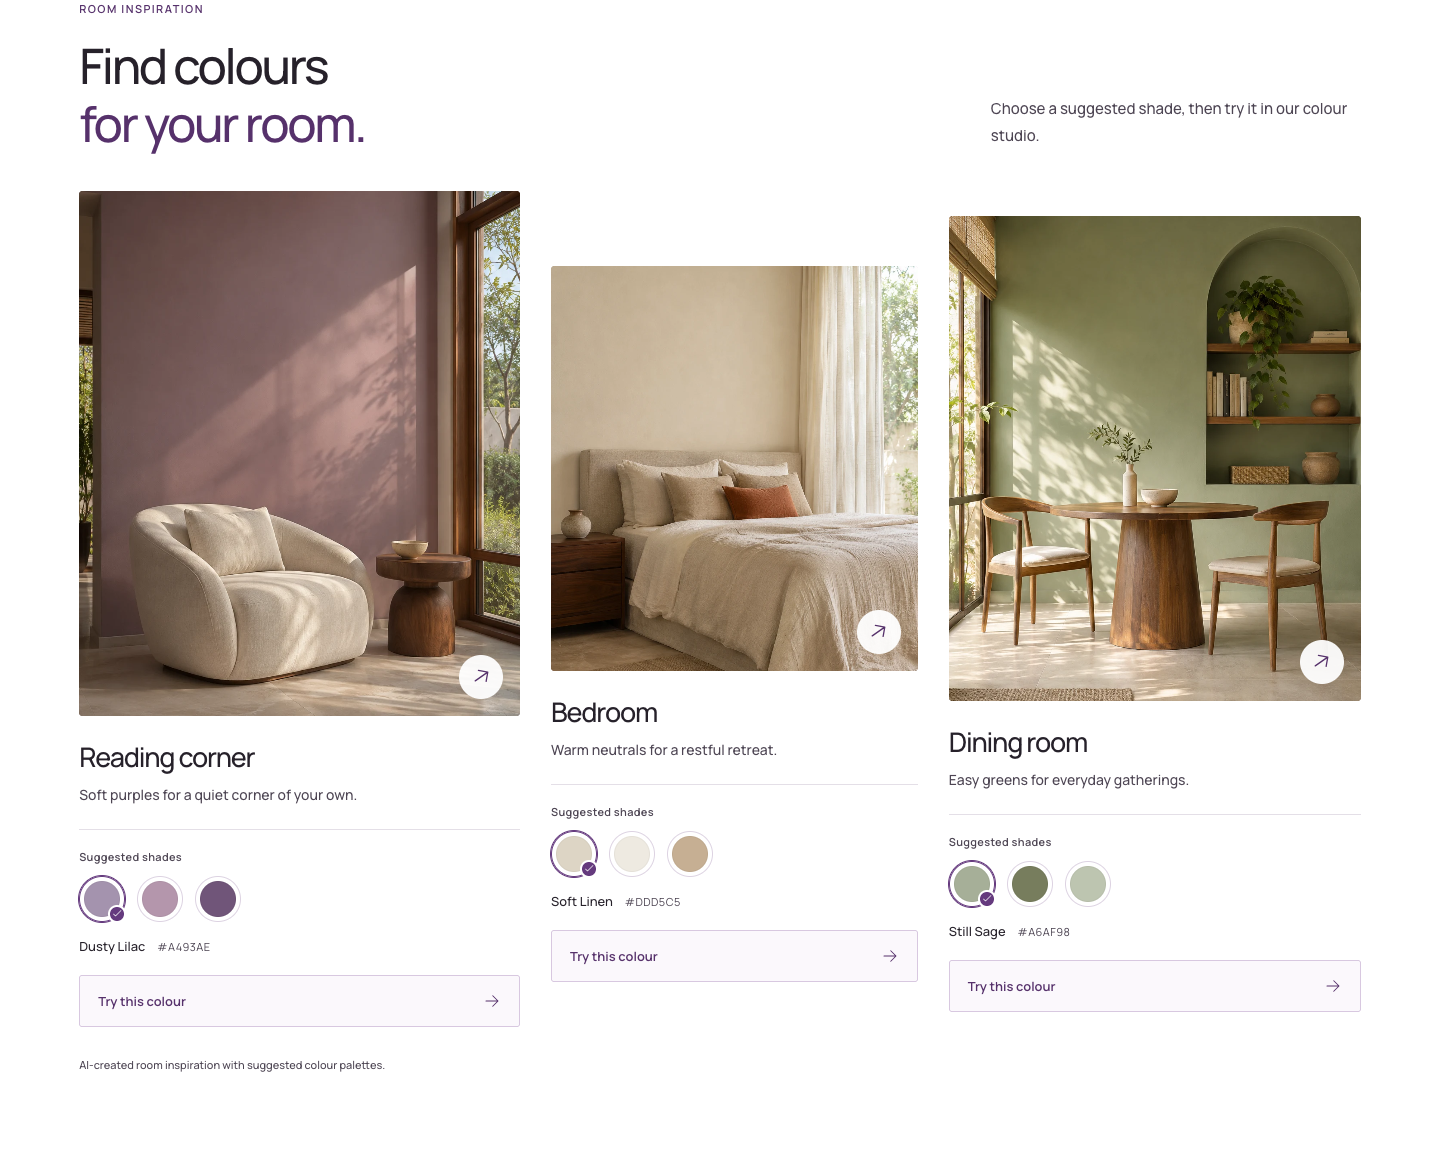 ROOM INSPIRATION
Find colours
for your room.
Choose a suggested shade, then try it in our colour
studio.
Reading corner
Soft purples for a quiet corner of your own.
Suggested shades
Dusty Lilac #A493AE
Try this colour
Bedroom
Warm neutrals for a restful retreat.
Suggested shades
Soft Linen #DDD5C5
Try this colour
Dining room
Easy greens for everyday gatherings.
Suggested shades
Still Sage #A6AF98
Try this colour
AI-created room inspiration with suggested colour palettes.